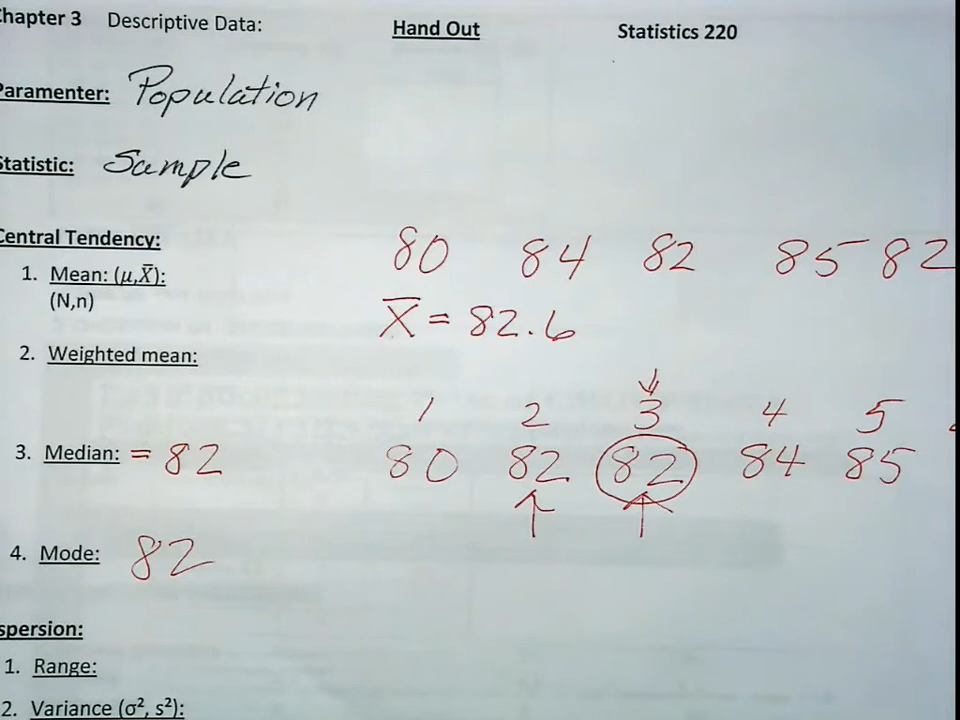 Chapter 3 Descriptive Data: Hand Out Statistics 220
Paramenter: Population
Statistic: Sample
Central Tendency:
80 84 82 85 82
1. Mean: (μ,X̄):
(N,n)
X̄ = 82.6
2. Weighted mean:
1 2 3 4 5
3. Median: = 82 80 82 82 84 85
4. Mode: 82
spersion:
1. Range:
2. Variance (σ², s²):